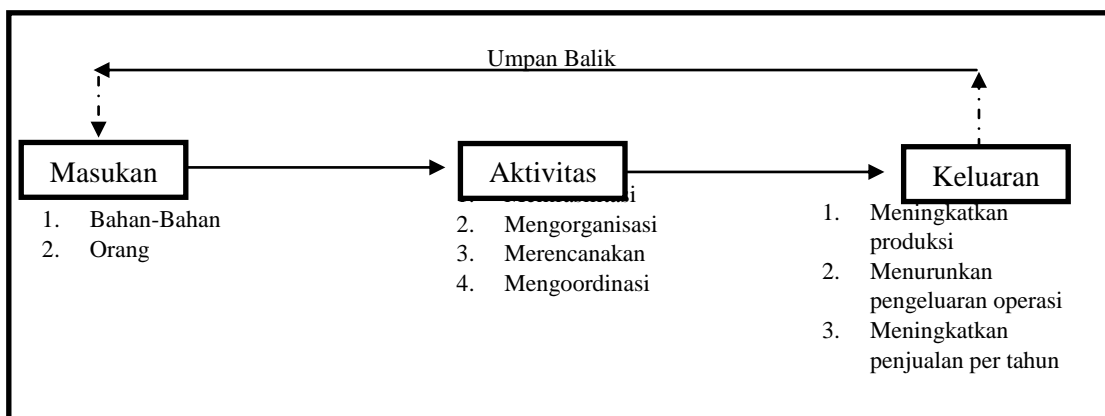 Umpan Balik
Masukan
1. Bahan-Bahan
2. Orang
Aktivitas
2. Mengorganisasi
3. Merencanakan
4. Mengoordinasi
Keluaran
1. Meningkatkan
produksi
2. Menurunkan
pengeluaran operasi
3. Meningkatkan
penjualan per tahun